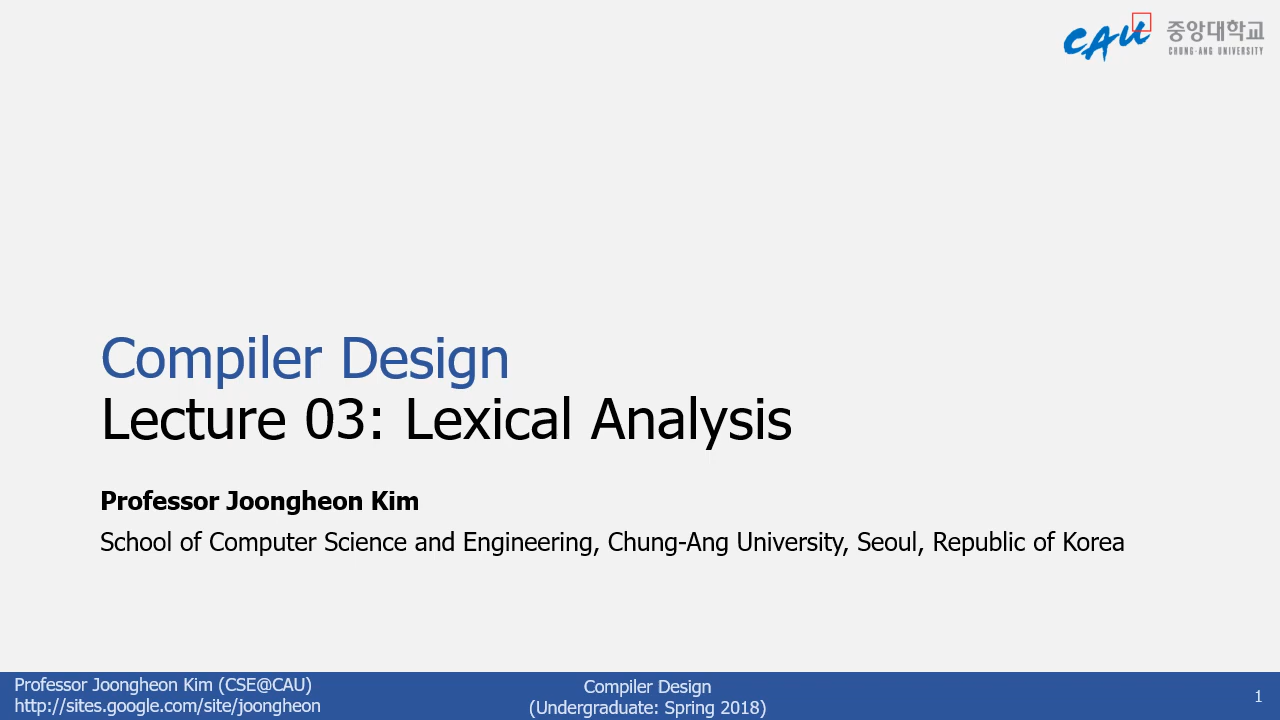 CAU 중앙대학교
CHUNG-ANG UNIVERSITY
Compiler Design
Lecture 03: Lexical Analysis
Professor Joongheon Kim
School of Computer Science and Engineering, Chung-Ang University, Seoul, Republic of Korea
Professor Joongheon Kim (CSE@CAU)
http://sites.google.com/site/joongheon
Compiler Design
(Undergraduate: Spring 2018)
1